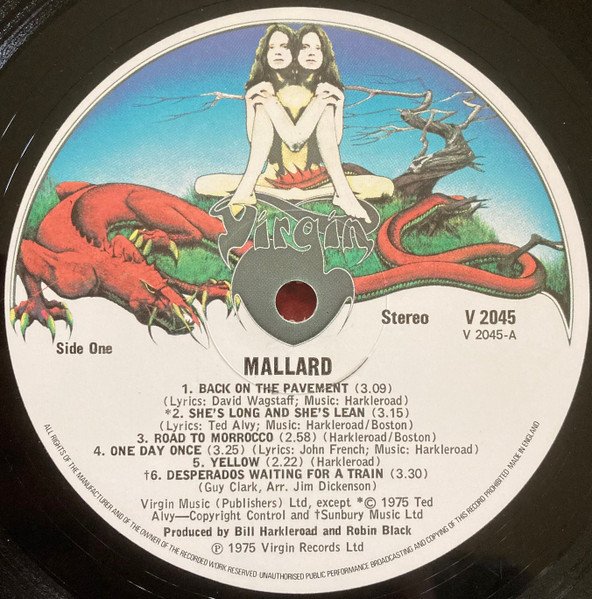 Virgin
Stereo
V 2045
V 2045-A
Side One
MALLARD
1. BACK ON THE PAVEMENT (3.09)
(Lyrics: David Wagstaff; Music: Harkleroad)
*2. SHE'S LONG AND SHE'S LEAN (3.15)
(Lyrics: Ted Alvy; Music: Harkleroad/Boston)
3. ROAD TO MORROCCO (2.58) (Harkleroad/Boston)
4. ONE DAY ONCE (3.25) (Lyrics: John French; Music: Harkleroad)
5. YELLOW (2.22) (Harkleroad)
†6. DESPERADOS WAITING FOR A TRAIN (3.30)
(Guy Clark, Arr. Jim Dickenson)
Virgin Music (Publishers) Ltd, except *© 1975 Ted
Alvy—Copyright Control and †Sunbury Music Ltd
Produced by Bill Harkleroad and Robin Black
℗ 1975 Virgin Records Ltd
ALL RIGHTS OF THE MANUFACTURER AND OF THE OWNER OF THE RECORDED WORK RESERVED·UNAUTHORISED PUBLIC PERFORMANCE BROADCASTING AND COPYING OF THIS RECORD PROHIBITED MADE IN ENGLAND